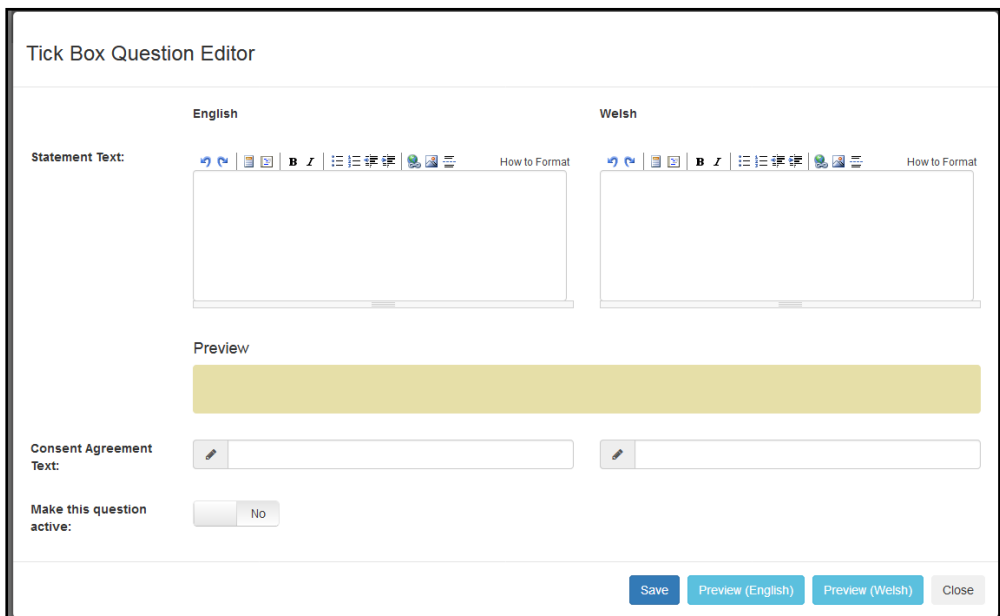 Tick Box Question Editor
English Welsh
Statement Text: B I How to Format B I How to Format
Preview
Consent Agreement
Text:
Make this question
active: No
Save Preview (English) Preview (Welsh) Close